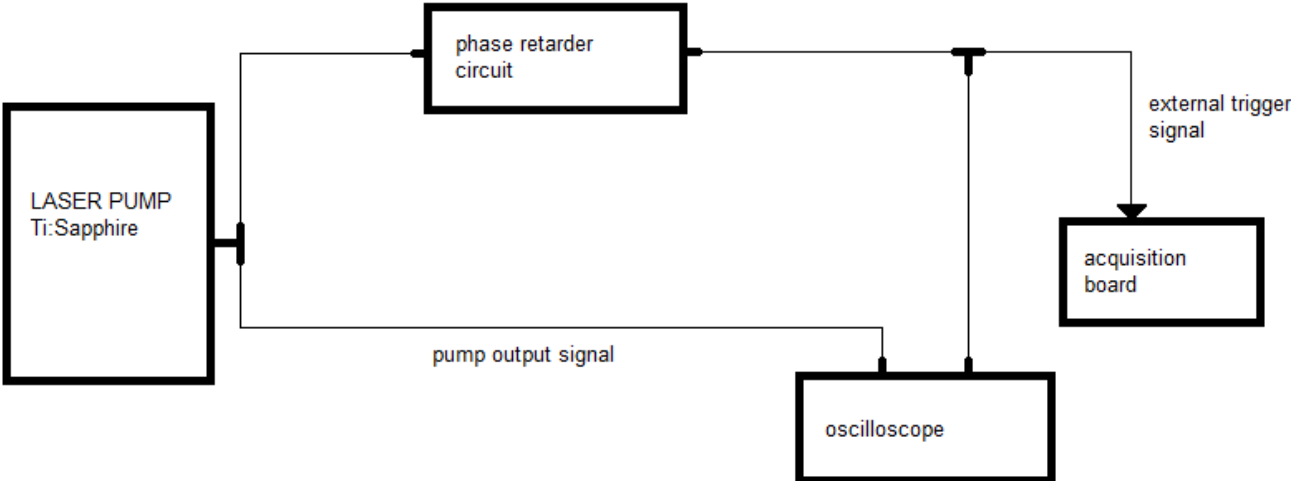 phase retarder
circuit
external trigger
signal
LASER PUMP
Ti:Sapphire
acquisition
board
pump output signal
oscilloscope